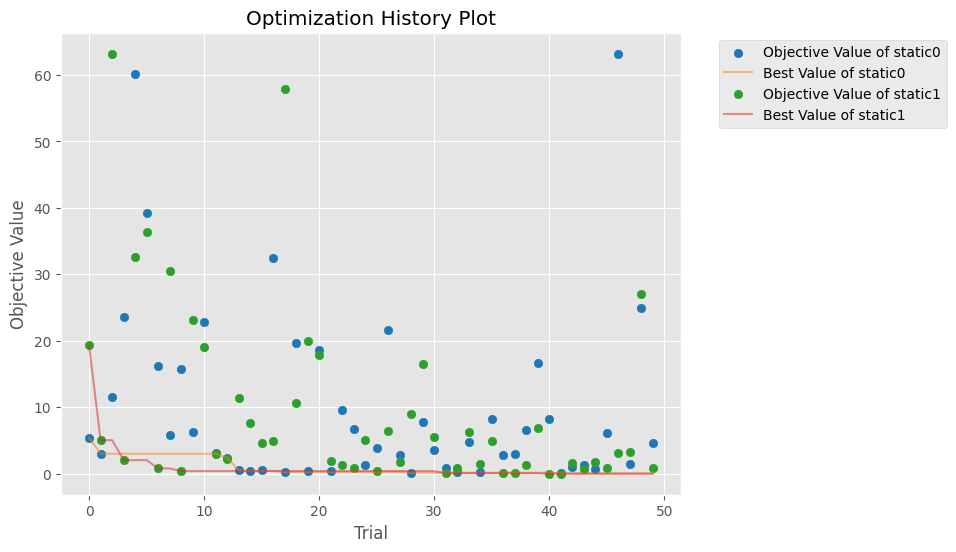 Optimization History Plot
Objective Value of static0
Best Value of static0
Objective Value of static1
Best Value of static1
Objective Value
60
50
40
30
20
10
0
0 10 20 30 40 50
Trial